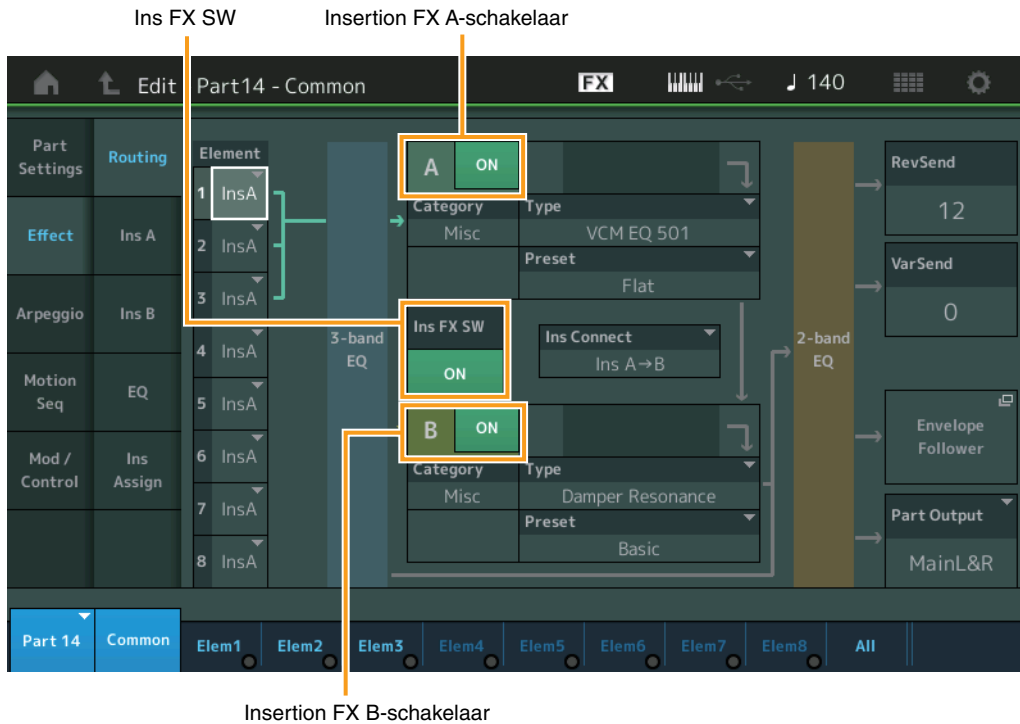 Ins FX SW
Insertion FX A-schakelaar
Edit - Part14 - Common
FX
♩ 140
Part Settings
Effect
Arpeggio
Motion Seq
Mod / Control
Routing
Ins A
Ins B
EQ
Ins Assign
Element
1 InsA
2 InsA
3 InsA
4 InsA
5 InsA
6 InsA
7 InsA
8 InsA
3-band EQ
A ON
Category
Misc
Type
VCM EQ 501
Preset
Flat
Ins FX SW
ON
Ins Connect
Ins A→B
B ON
Category
Misc
Type
Damper Resonance
Preset
Basic
2-band EQ
RevSend
12
VarSend
0
Envelope Follower
Part Output
MainL&R
Part 14
Common
Elem1
Elem2
Elem3
Elem4
Elem5
Elem6
Elem7
Elem8
All
Insertion FX B-schakelaar